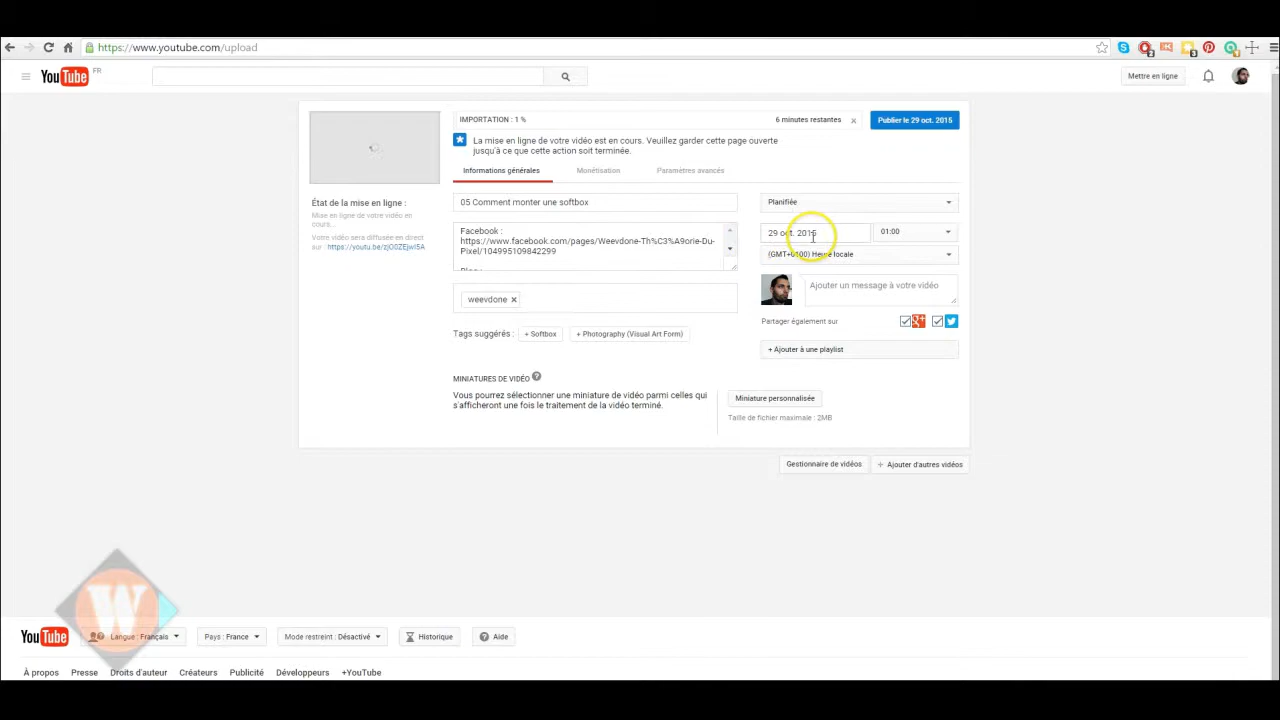 https://www.youtube.com/upload
YouTube FR
Mettre en ligne
IMPORTATION : 1 %
6 minutes restantes
Publier le 29 oct. 2015
La mise en ligne de votre vidéo est en cours. Veuillez garder cette page ouverte
jusqu'à ce que cette action soit terminée.
Informations générales
Monétisation
Paramètres avancés
État de la mise en ligne :
Mise en ligne de votre vidéo en
cours...
Votre vidéo sera diffusée en direct
sur : https://youtu.be/zjO0ZEjwI5A
05 Comment monter une softbox
Facebook :
https://www.facebook.com/pages/Weevdone-Th%C3%A9orie-Du-
Pixel/104995109842299
weevdone
Tags suggérés :
+ Softbox
+ Photography (Visual Art Form)
Planifiée
29 oct. 2015
01:00
(GMT+0100) Heure locale
Ajouter un message à votre vidéo
Partager également sur
+ Ajouter à une playlist
MINIATURES DE VIDÉO
Vous pourrez sélectionner une miniature de vidéo parmi celles qui
s'afficheront une fois le traitement de la vidéo terminé.
Miniature personnalisée
Taille de fichier maximale : 2MB
Gestionnaire de vidéos
+ Ajouter d'autres vidéos
W
YouTube
Langue : Français
Pays : France
Mode restreint : Désactivé
Historique
Aide
À propos
Presse
Droits d'auteur
Créateurs
Publicité
Développeurs
+YouTube